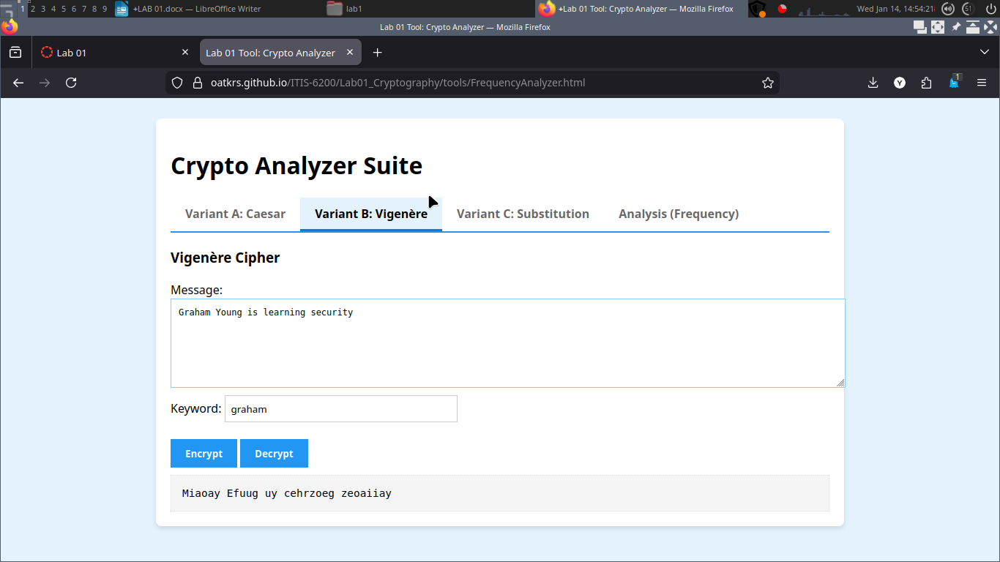 1 2 3 4 5 6 7 8 9 +LAB 01.docx — LibreOffice Writer lab1 +Lab 01 Tool: Crypto Analyzer — Mozilla Firefox Wed Jan 14, 14:54:21 51
Lab 01 Tool: Crypto Analyzer — Mozilla Firefox
Lab 01 Lab 01 Tool: Crypto Analyzer
oatkrs.github.io/ITIS-6200/Lab01_Cryptography/tools/FrequencyAnalyzer.html Y 1
Crypto Analyzer Suite
Variant A: Caesar Variant B: Vigenère Variant C: Substitution Analysis (Frequency)
Vigenère Cipher
Message:
Graham Young is learning security
Keyword: graham
Encrypt Decrypt
Miaoay Efuug uy cehrzoeg zeoaiiay